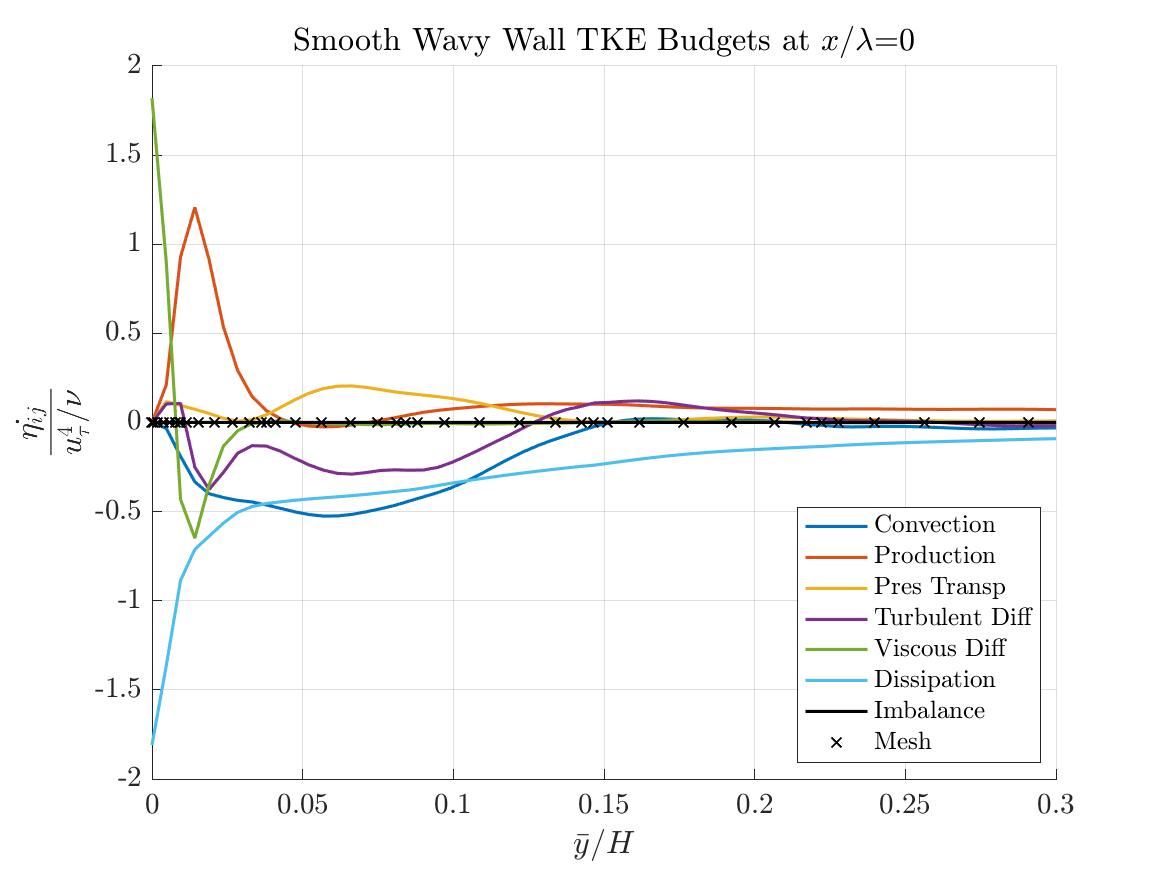 Smooth Wavy Wall TKE Budgets at x/λ=0
2
1.5
1
0.5
0
-0.5
-1
-1.5
-2
η̇ij
u⁴τ/ν
Convection
Production
Pres Transp
Turbulent Diff
Viscous Diff
Dissipation
Imbalance
Mesh
0 0.05 0.1 0.15 0.2 0.25 0.3
ȳ/H